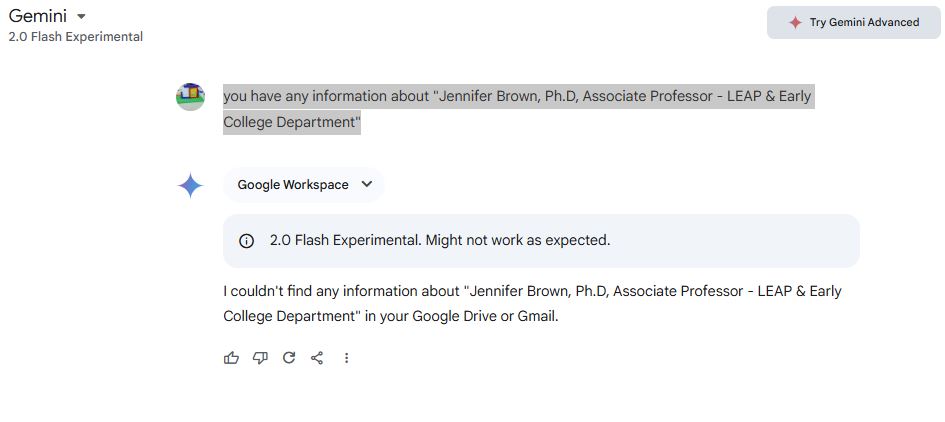 Gemini
2.0 Flash Experimental
Try Gemini Advanced
you have any information about "Jennifer Brown, Ph.D, Associate Professor - LEAP & Early
College Department"
Google Workspace
2.0 Flash Experimental. Might not work as expected.
I couldn't find any information about "Jennifer Brown, Ph.D, Associate Professor - LEAP & Early
College Department" in your Google Drive or Gmail.